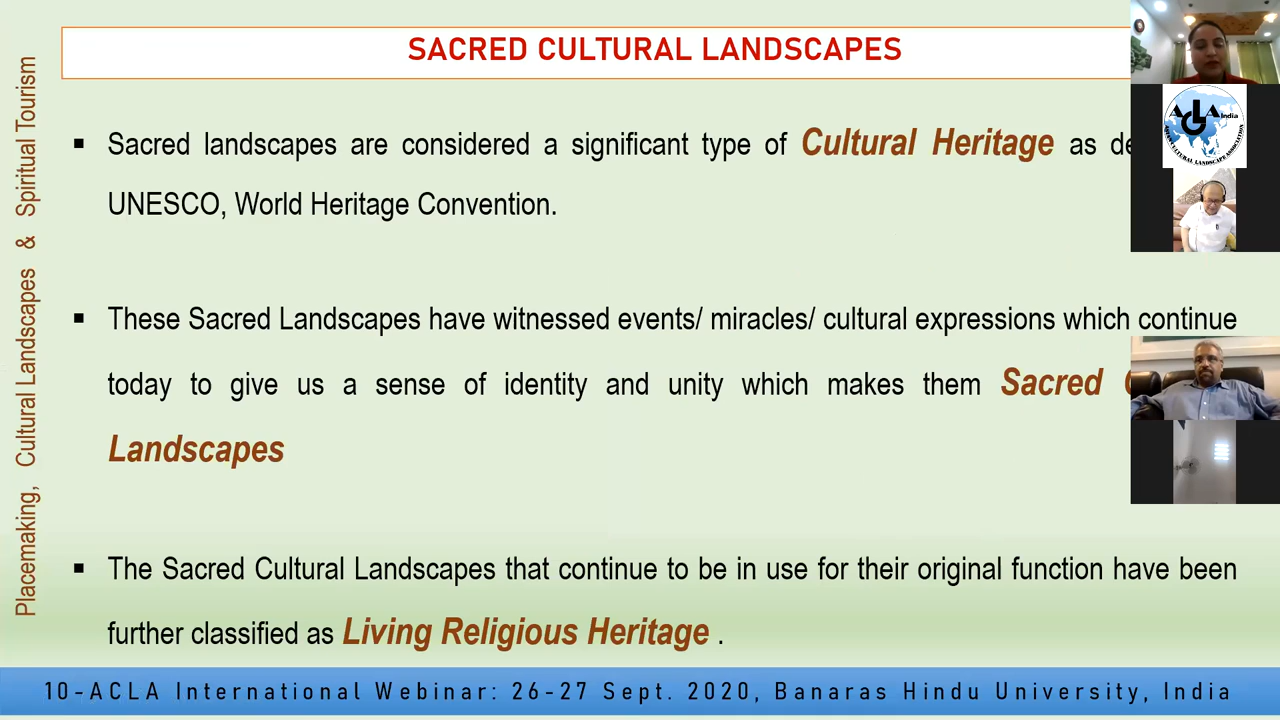 SACRED CULTURAL LANDSCAPES
Placemaking, Cultural Landscapes & Spiritual Tourism
▪ Sacred landscapes are considered a significant type of Cultural Heritage as
UNESCO, World Heritage Convention.
▪ These Sacred Landscapes have witnessed events/ miracles/ cultural expressions which continue
today to give us a sense of identity and unity which makes them Sacred
Landscapes
▪ The Sacred Cultural Landscapes that continue to be in use for their original function have been
further classified as Living Religious Heritage .
10-ACLA International Webinar: 26-27 Sept. 2020, Banaras Hindu University, India
ACLA
India